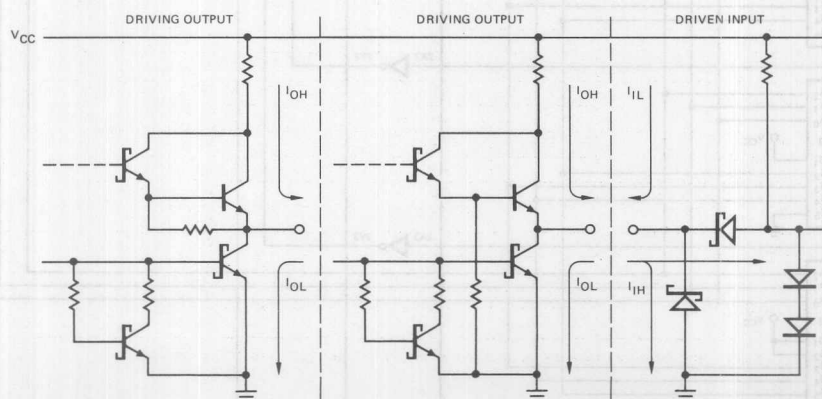 DRIVING OUTPUT
DRIVING OUTPUT
DRIVEN INPUT
VCC
IOH
IOH
IIL
IOL
IOL
IIH